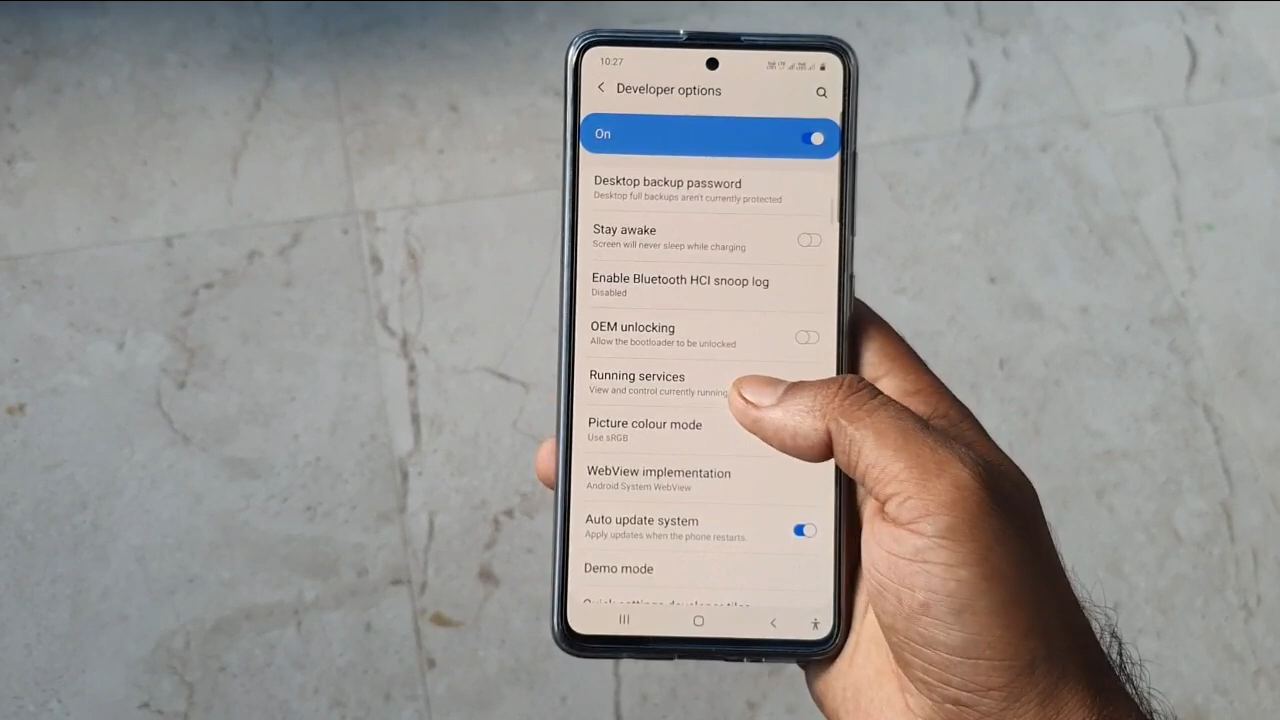 10:27
Developer options
On
Desktop backup password
Desktop full backups aren't currently protected
Stay awake
Screen will never sleep while charging
Enable Bluetooth HCI snoop log
Disabled
OEM unlocking
Allow the bootloader to be unlocked
Running services
View and control currently running
Picture colour mode
Use sRGB
WebView implementation
Android System WebView
Auto update system
Apply updates when the phone restarts.
Demo mode